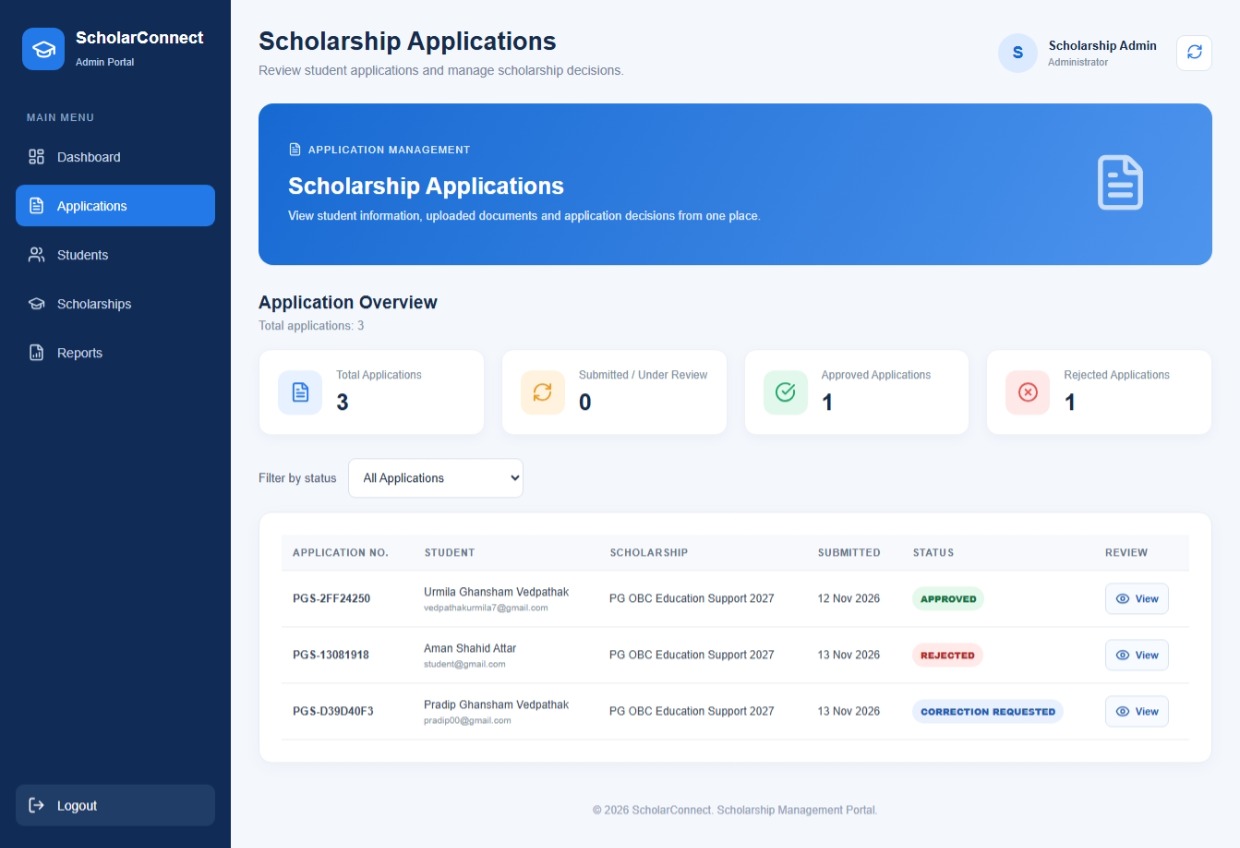 ScholarConnect
Admin Portal
MAIN MENU
Dashboard
Applications
Students
Scholarships
Reports
Logout
Scholarship Applications
Review student applications and manage scholarship decisions.
S
Scholarship Admin
Administrator
APPLICATION MANAGEMENT
Scholarship Applications
View student information, uploaded documents and application decisions from one place.
Application Overview
Total applications: 3
Total Applications
3
Submitted / Under Review
0
Approved Applications
1
Rejected Applications
1
Filter by status All Applications
APPLICATION NO. STUDENT SCHOLARSHIP SUBMITTED STATUS REVIEW
PGS-2FF24250 Urmila Ghansham Vedpathak PG OBC Education Support 2027 12 Nov 2026 APPROVED View
vedpathakurmila7@gmail.com
PGS-13081918 Aman Shahid Attar PG OBC Education Support 2027 13 Nov 2026 REJECTED View
student@gmail.com
PGS-D39D40F3 Pradip Ghansham Vedpathak PG OBC Education Support 2027 13 Nov 2026 CORRECTION REQUESTED View
pradip00@gmail.com
© 2026 ScholarConnect. Scholarship Management Portal.